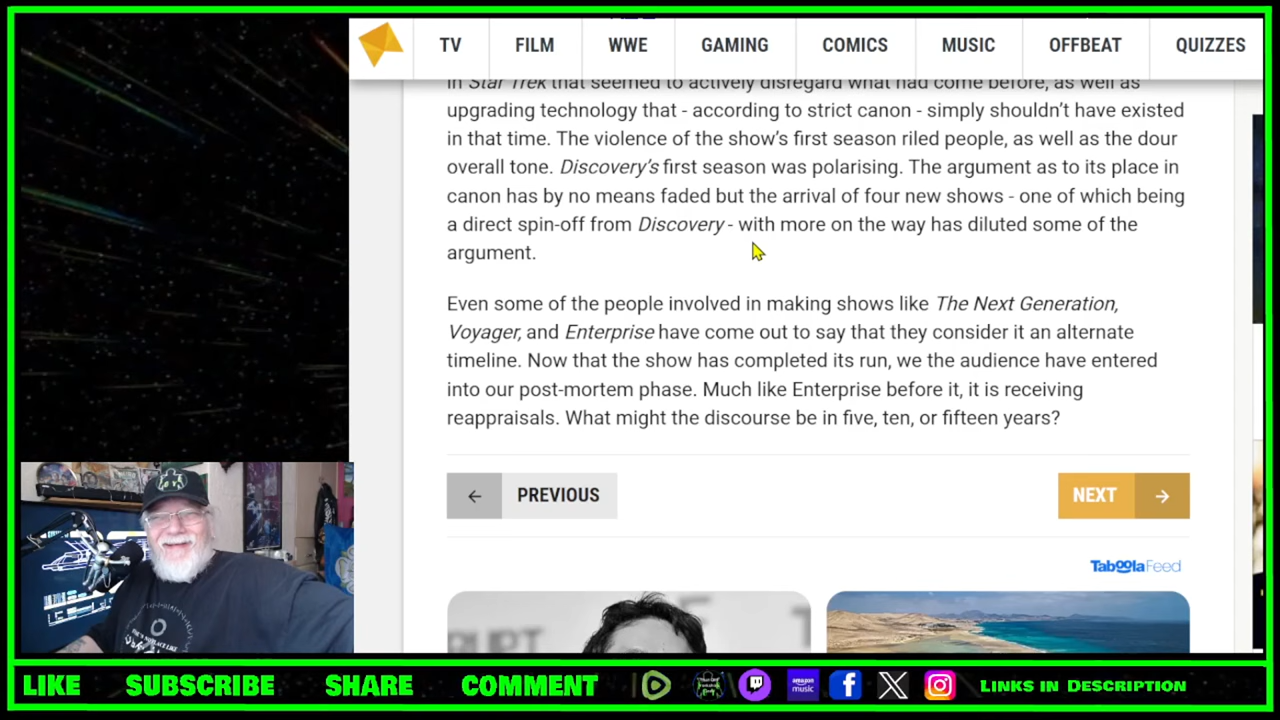 TV FILM WWE GAMING COMICS MUSIC OFFBEAT QUIZZES
in Star Trek that seemed to actively disregard what had come before, as well as
upgrading technology that - according to strict canon - simply shouldn't have existed
in that time. The violence of the show's first season riled people, as well as the dour
overall tone. Discovery's first season was polarising. The argument as to its place in
canon has by no means faded but the arrival of four new shows - one of which being
a direct spin-off from Discovery - with more on the way has diluted some of the
argument.
Even some of the people involved in making shows like The Next Generation,
Voyager, and Enterprise have come out to say that they consider it an alternate
timeline. Now that the show has completed its run, we the audience have entered
into our post-mortem phase. Much like Enterprise before it, it is receiving
reappraisals. What might the discourse be in five, ten, or fifteen years?
← PREVIOUS
NEXT →
Taboola Feed
LIKE SUBSCRIBE SHARE COMMENT amazon music Links in Description